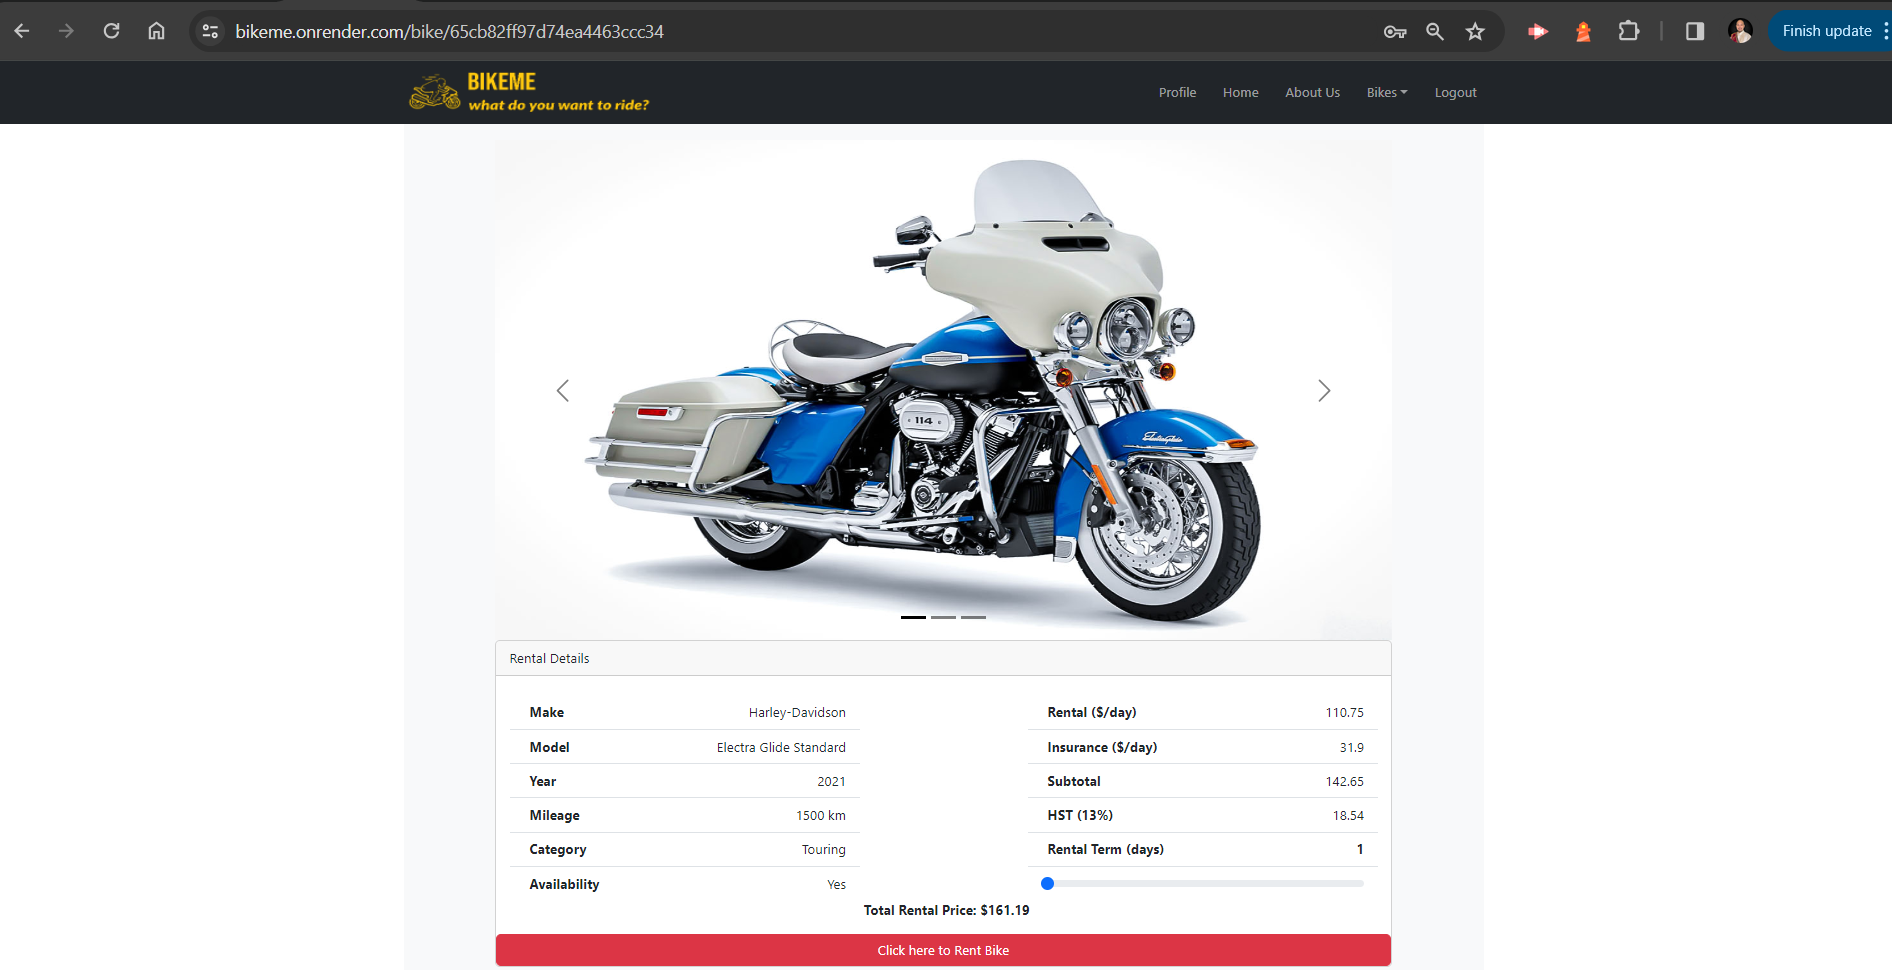 bikeme.onrender.com/bike/65cb82ff97d74ea4463ccc34
Finish update
BIKEME
what do you want to ride?
Profile Home About Us Bikes Logout
114
Electra Glide
Rental Details
Make Harley-Davidson
Model Electra Glide Standard
Year 2021
Mileage 1500 km
Category Touring
Availability Yes
Rental ($/day) 110.75
Insurance ($/day) 31.9
Subtotal 142.65
HST (13%) 18.54
Rental Term (days) 1
Total Rental Price: $161.19
Click here to Rent Bike